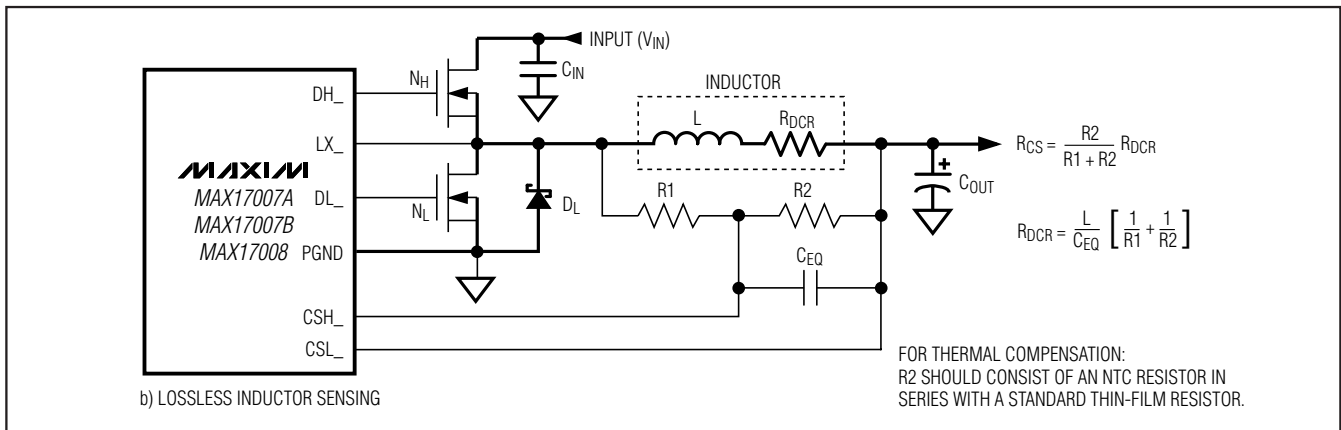 INPUT (VIN)
CIN
NH
DH_
INDUCTOR
L
RDCR
LX_
RCS = R2 / R1 + R2 RDCR
MAXIM
MAX17007A
MAX17007B
MAX17008
DL_
NL
DL
R1
R2
COUT
+
PGND
RDCR = L / CEQ [ 1 / R1 + 1 / R2 ]
CEQ
CSH_
CSL_
FOR THERMAL COMPENSATION:
R2 SHOULD CONSIST OF AN NTC RESISTOR IN
SERIES WITH A STANDARD THIN-FILM RESISTOR.
b) LOSSLESS INDUCTOR SENSING